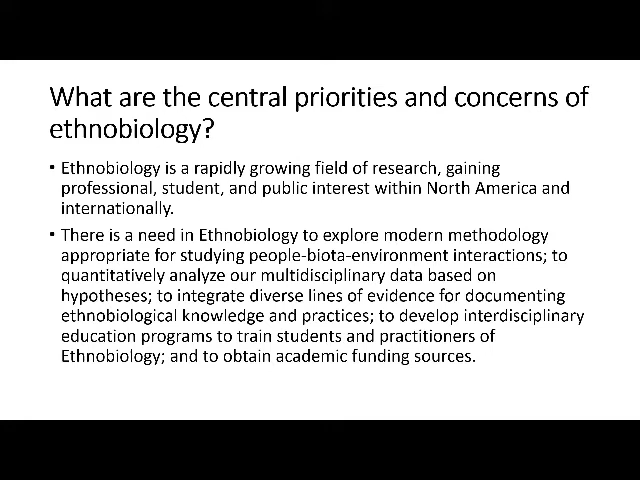 What are the central priorities and concerns of
ethnobiology?
• Ethnobiology is a rapidly growing field of research, gaining
professional, student, and public interest within North America and
internationally.
• There is a need in Ethnobiology to explore modern methodology
appropriate for studying people-biota-environment interactions; to
quantitatively analyze our multidisciplinary data based on
hypotheses; to integrate diverse lines of evidence for documenting
ethnobiological knowledge and practices; to develop interdisciplinary
education programs to train students and practitioners of
Ethnobiology; and to obtain academic funding sources.